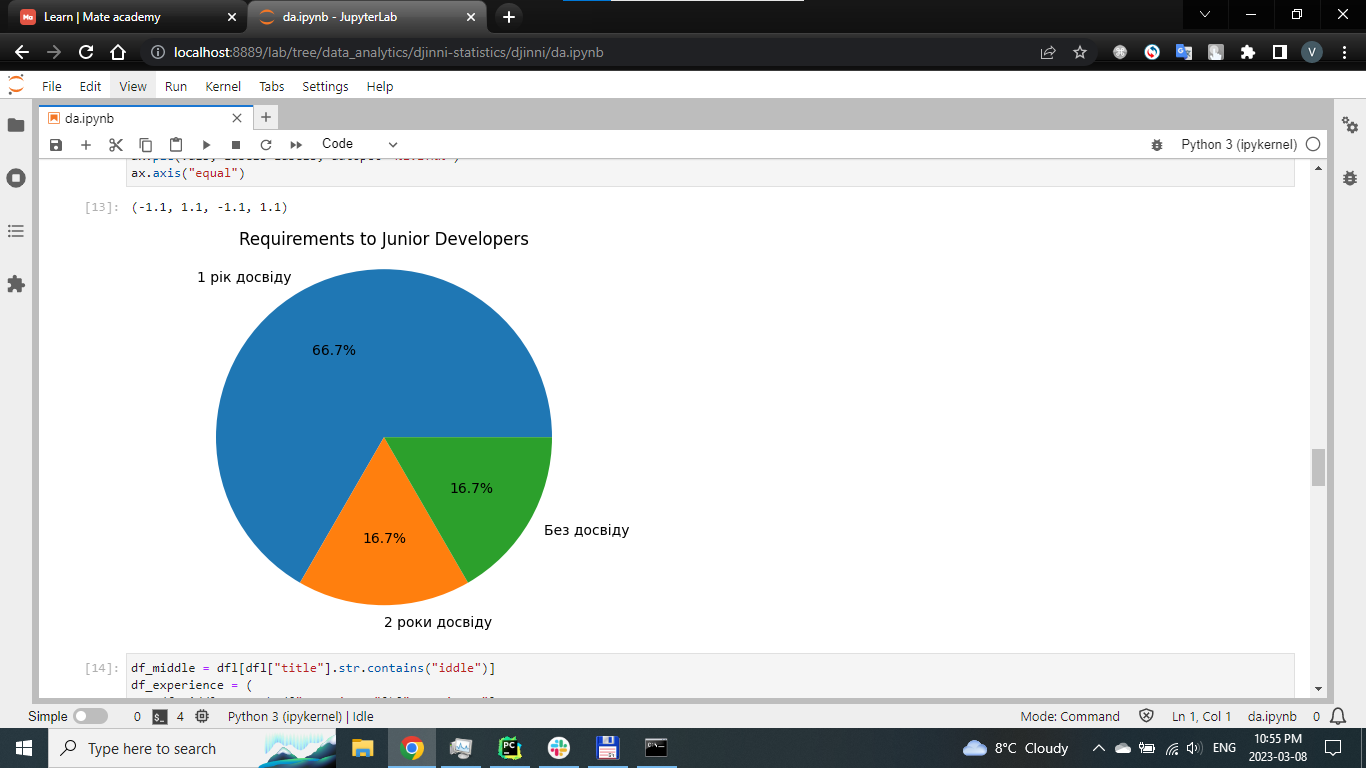 Learn | Mate academy
da.ipynb - JupyterLab
localhost:8889/lab/tree/data_analytics/djinni-statistics/djinni/da.ipynb
V
File Edit View Run Kernel Tabs Settings Help
da.ipynb
Code
Python 3 (ipykernel)
ax.axis("equal")
[13]: (-1.1, 1.1, -1.1, 1.1)
Requirements to Junior Developers
1 рік досвіду
66.7%
16.7%
Без досвіду
16.7%
2 роки досвіду
[14]: df_middle = dfl[dfl["title"].str.contains("iddle")]
df_experience = (
Simple 0 4 Python 3 (ipykernel) | Idle Mode: Command Ln 1, Col 1 da.ipynb 0
Type here to search
8°C Cloudy
ENG
10:55 PM
2023-03-08